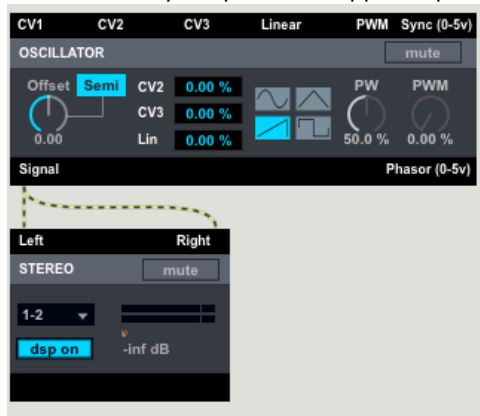 CV1 CV2 CV3 Linear PWM Sync (0-5v)
OSCILLATOR mute
Offset Semi CV2 0.00 % PW PWM
CV3 0.00 %
0.00 Lin 0.00 % 50.0 % 0.00 %
Signal Phasor (0-5v)
Left Right
STEREO mute
1-2
dsp on -inf dB